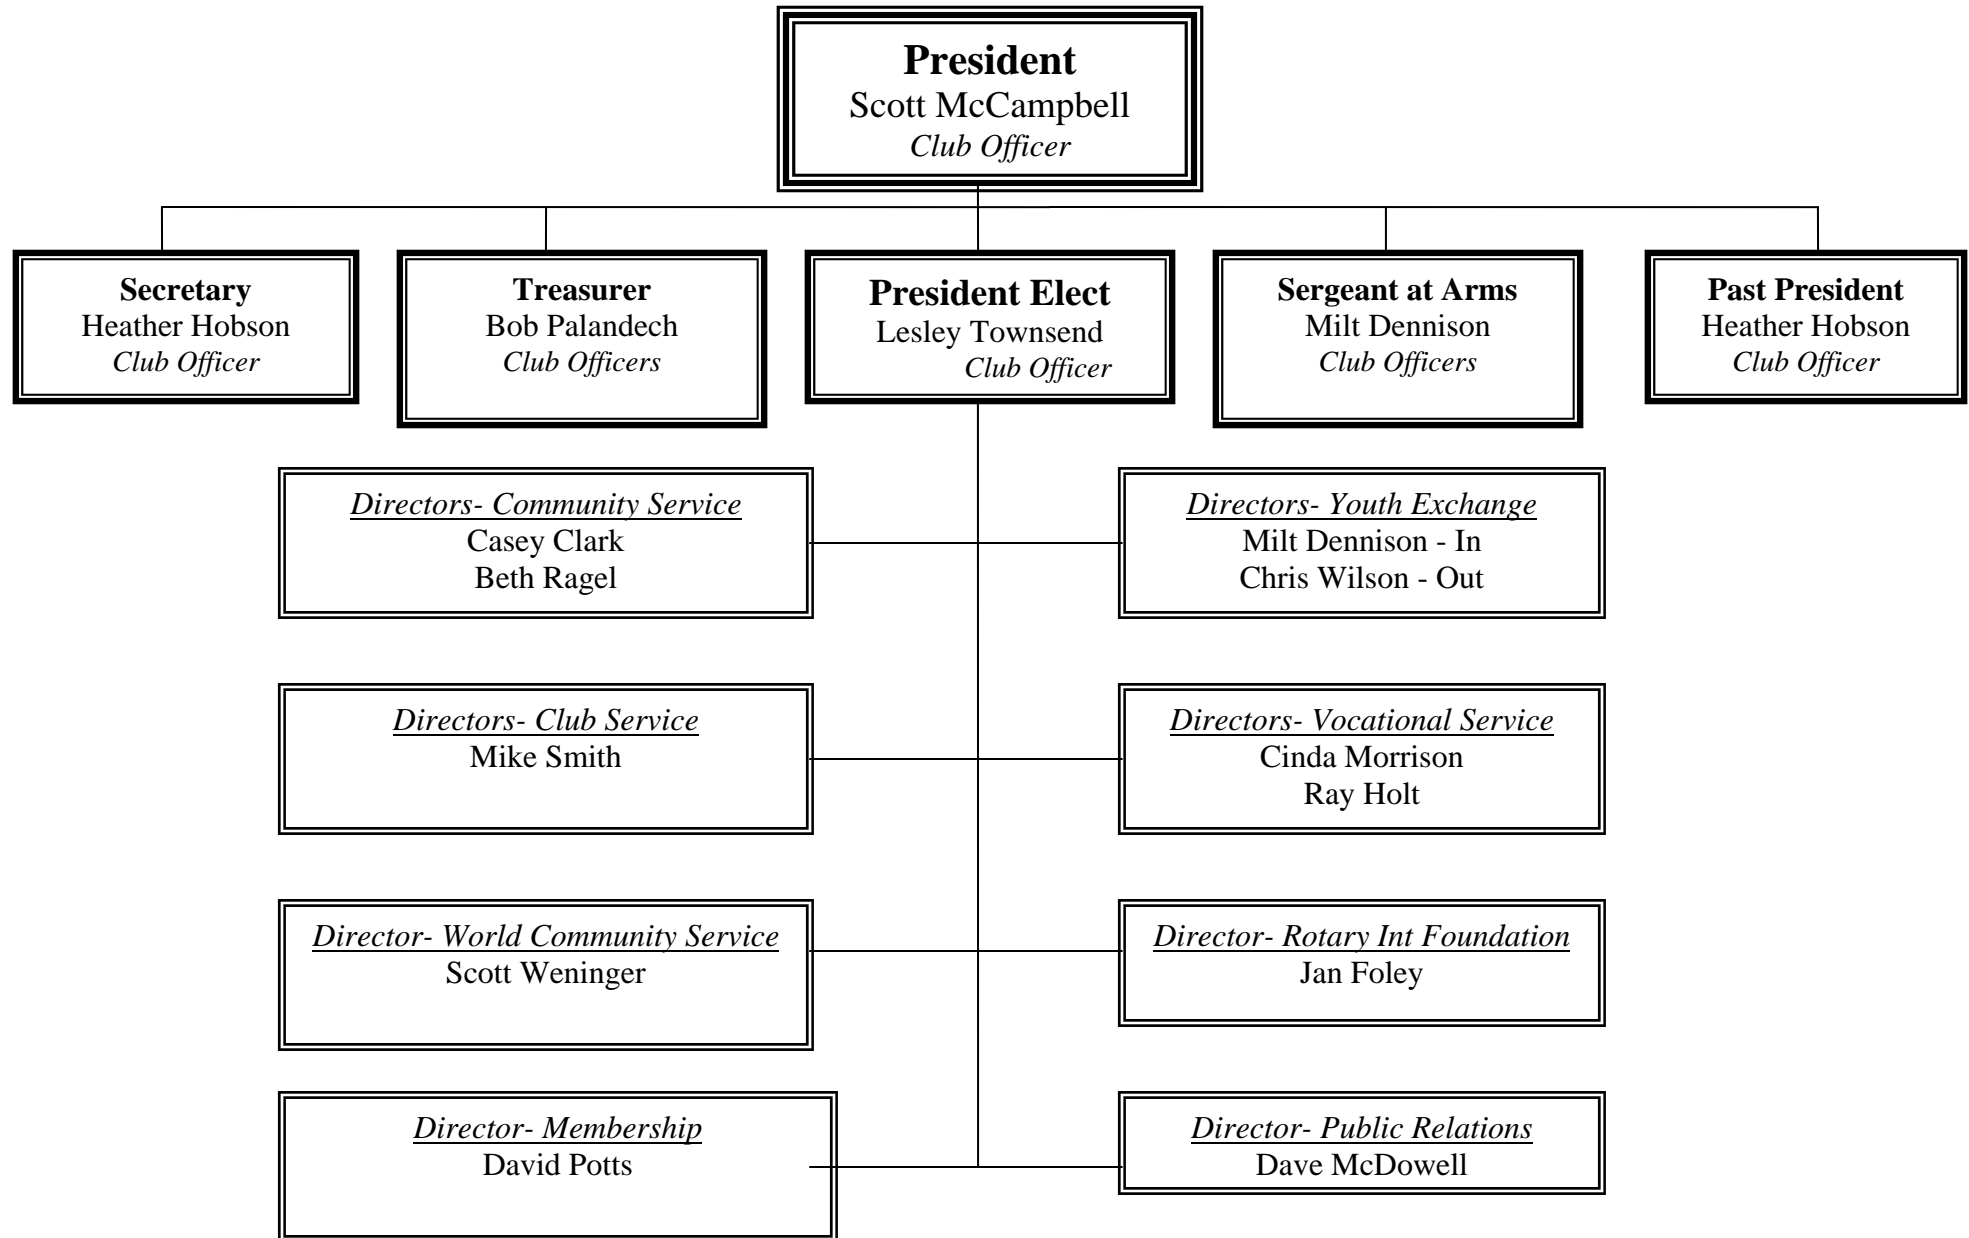 President
Scott McCampbell
Club Officer
Secretary
Heather Hobson
Club Officer
Treasurer
Bob Palandech
Club Officers
President Elect
Lesley Townsend
Club Officer
Sergeant at Arms
Milt Dennison
Club Officers
Past President
Heather Hobson
Club Officer
Directors- Community Service
Casey Clark
Beth Ragel
Directors- Youth Exchange
Milt Dennison - In
Chris Wilson - Out
Directors- Club Service
Mike Smith
Directors- Vocational Service
Cinda Morrison
Ray Holt
Director- World Community Service
Scott Weninger
Director- Rotary Int Foundation
Jan Foley
Director- Membership
David Potts
Director- Public Relations
Dave McDowell